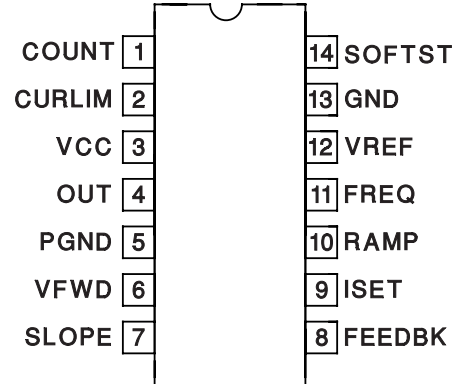 COUNT 1 14 SOFTST
CURLIM 2 13 GND
VCC 3 12 VREF
OUT 4 11 FREQ
PGND 5 10 RAMP
VFWD 6 9 ISET
SLOPE 7 8 FEEDBK